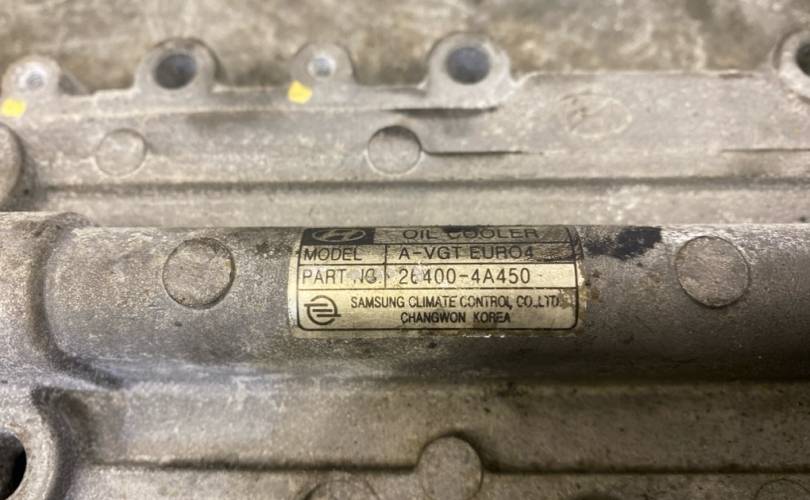 OIL COOLER
MODEL A-VGT EURO4
PART NO. 26400-4A450
SAMSUNG CLIMATE CONTROL CO.,LTD.
CHANGWON KOREA